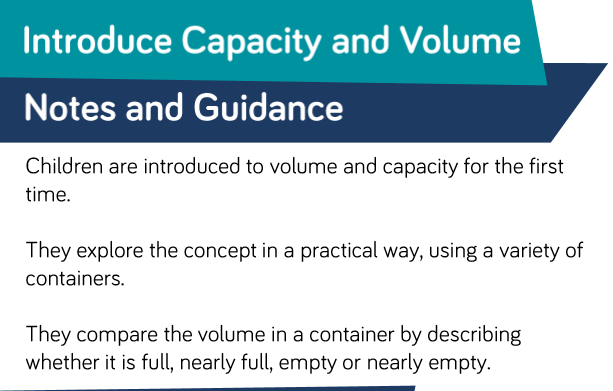 Introduce Capacity and Volume
Notes and Guidance
Children are introduced to volume and capacity for the first
time.
They explore the concept in a practical way, using a variety of
containers.
They compare the volume in a container by describing
whether it is full, nearly full, empty or nearly empty.